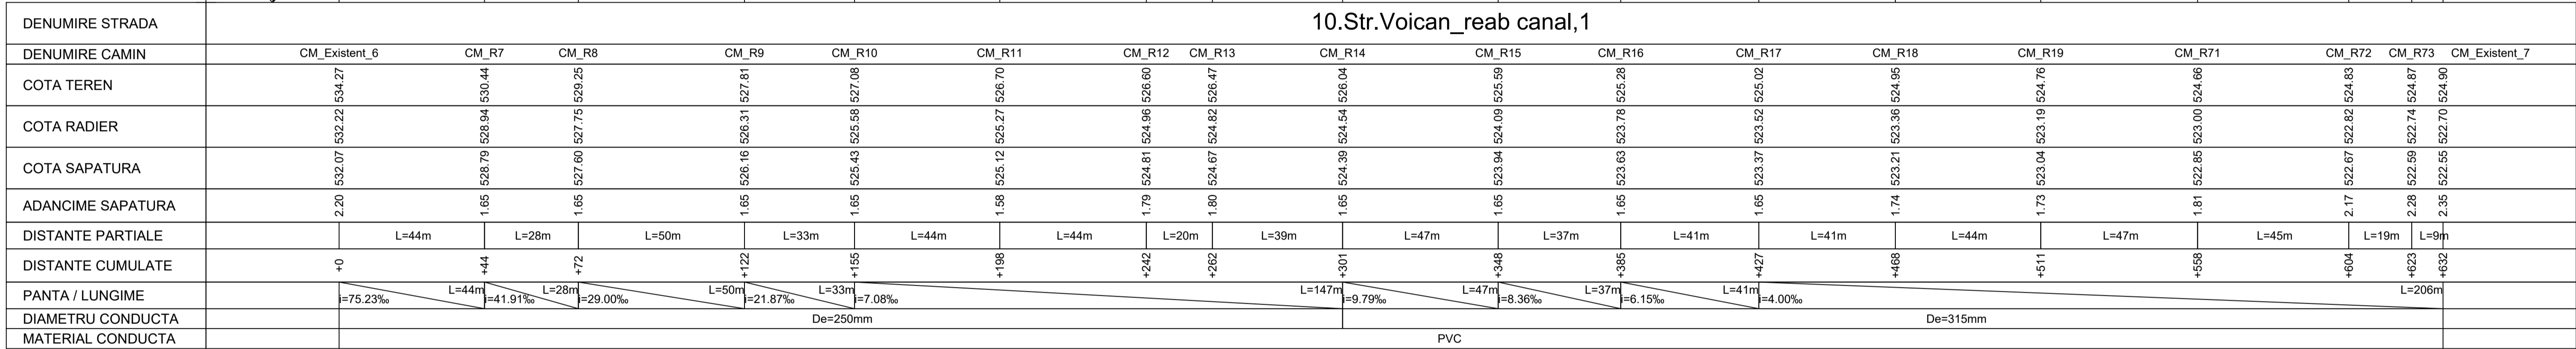 DENUMIRE STRADA 10.Str.Voican_reab canal,1
DENUMIRE CAMIN CM_Existent_6 CM_R7 CM_R8 CM_R9 CM_R10 CM_R11 CM_R12 CM_R13 CM_R14 CM_R15 CM_R16 CM_R17 CM_R18 CM_R19 CM_R71 CM_R72 CM_R73 CM_Existent_7
COTA TEREN 534.27 530.44 529.25 527.81 527.08 526.70 526.60 526.47 526.04 525.59 525.28 525.02 524.95 524.76 524.66 524.83 524.87 524.90
COTA RADIER 532.22 528.94 527.75 526.31 525.58 525.27 524.96 524.82 524.54 524.09 523.78 523.52 523.36 523.19 523.00 522.82 522.74 522.70
COTA SAPATURA 532.07 528.79 527.60 526.16 525.43 525.12 524.81 524.67 524.39 523.94 523.63 523.37 523.21 523.04 522.85 522.67 522.59 522.55
ADANCIME SAPATURA 2.20 1.65 1.65 1.65 1.65 1.58 1.79 1.80 1.65 1.65 1.65 1.65 1.74 1.73 1.81 2.17 2.28 2.35
DISTANTE PARTIALE L=44m L=28m L=50m L=33m L=44m L=44m L=20m L=39m L=47m L=37m L=41m L=41m L=44m L=47m L=45m L=19m L=9m
DISTANTE CUMULATE +0 +44 +72 +122 +155 +198 +242 +262 +301 +348 +385 +427 +468 +511 +558 +604 +623 +632
PANTA / LUNGIME i=75.23‰ L=44m i=41.91‰ L=28m i=29.00‰ L=50m i=21.87‰ L=33m i=7.08‰ L=147m i=9.79‰ L=47m i=8.36‰ L=37m i=6.15‰ L=41m i=4.00‰ L=206m
DIAMETRU CONDUCTA De=250mm De=315mm
MATERIAL CONDUCTA PVC